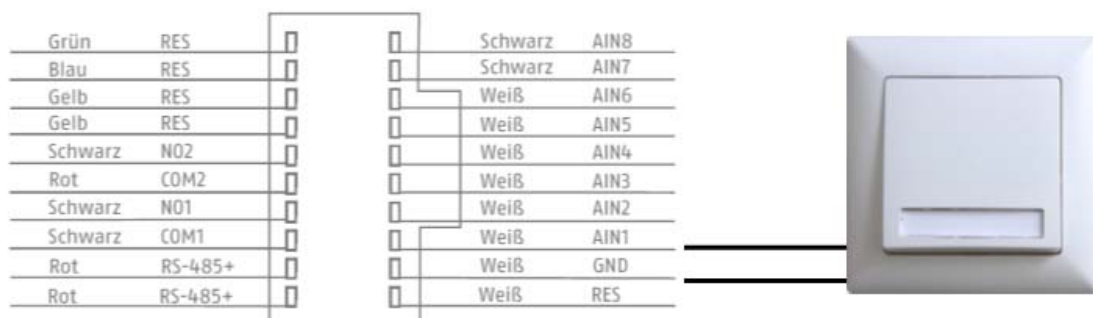 Grün RES Schwarz AIN8
Blau RES Schwarz AIN7
Gelb RES Weiß AIN6
Gelb RES Weiß AIN5
Schwarz NO2 Weiß AIN4
Rot COM2 Weiß AIN3
Schwarz NO1 Weiß AIN2
Schwarz COM1 Weiß AIN1
Rot RS-485+ Weiß GND
Rot RS-485+ Weiß RES